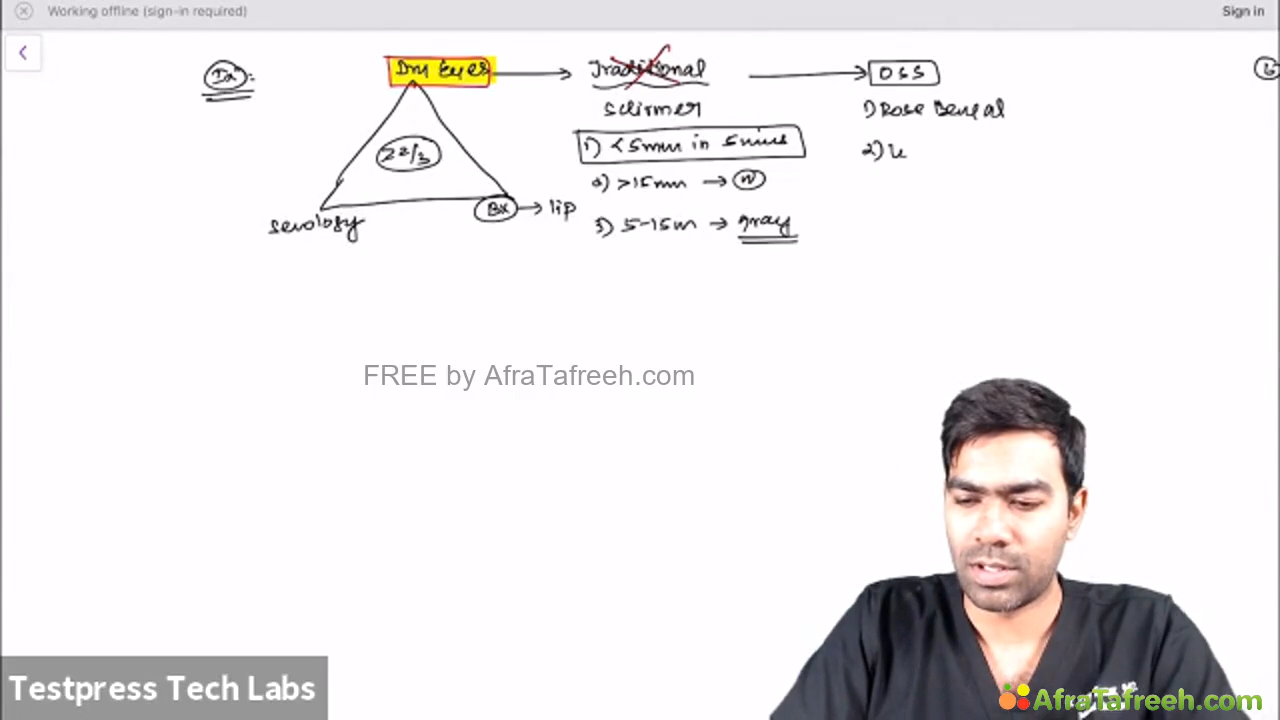 Working offline (sign-in required)
Sign in
Dry Eyes
Traditional
OSS
Schirmer
1) Rose Bengal
1) <5mm in 5mins
2)
≥2/3
2) >15mm → N
serology
Bx → lip
3) 5-15m → gray
FREE by AfraTafreeh.com
Testpress Tech Labs
AfraTafreeh.com